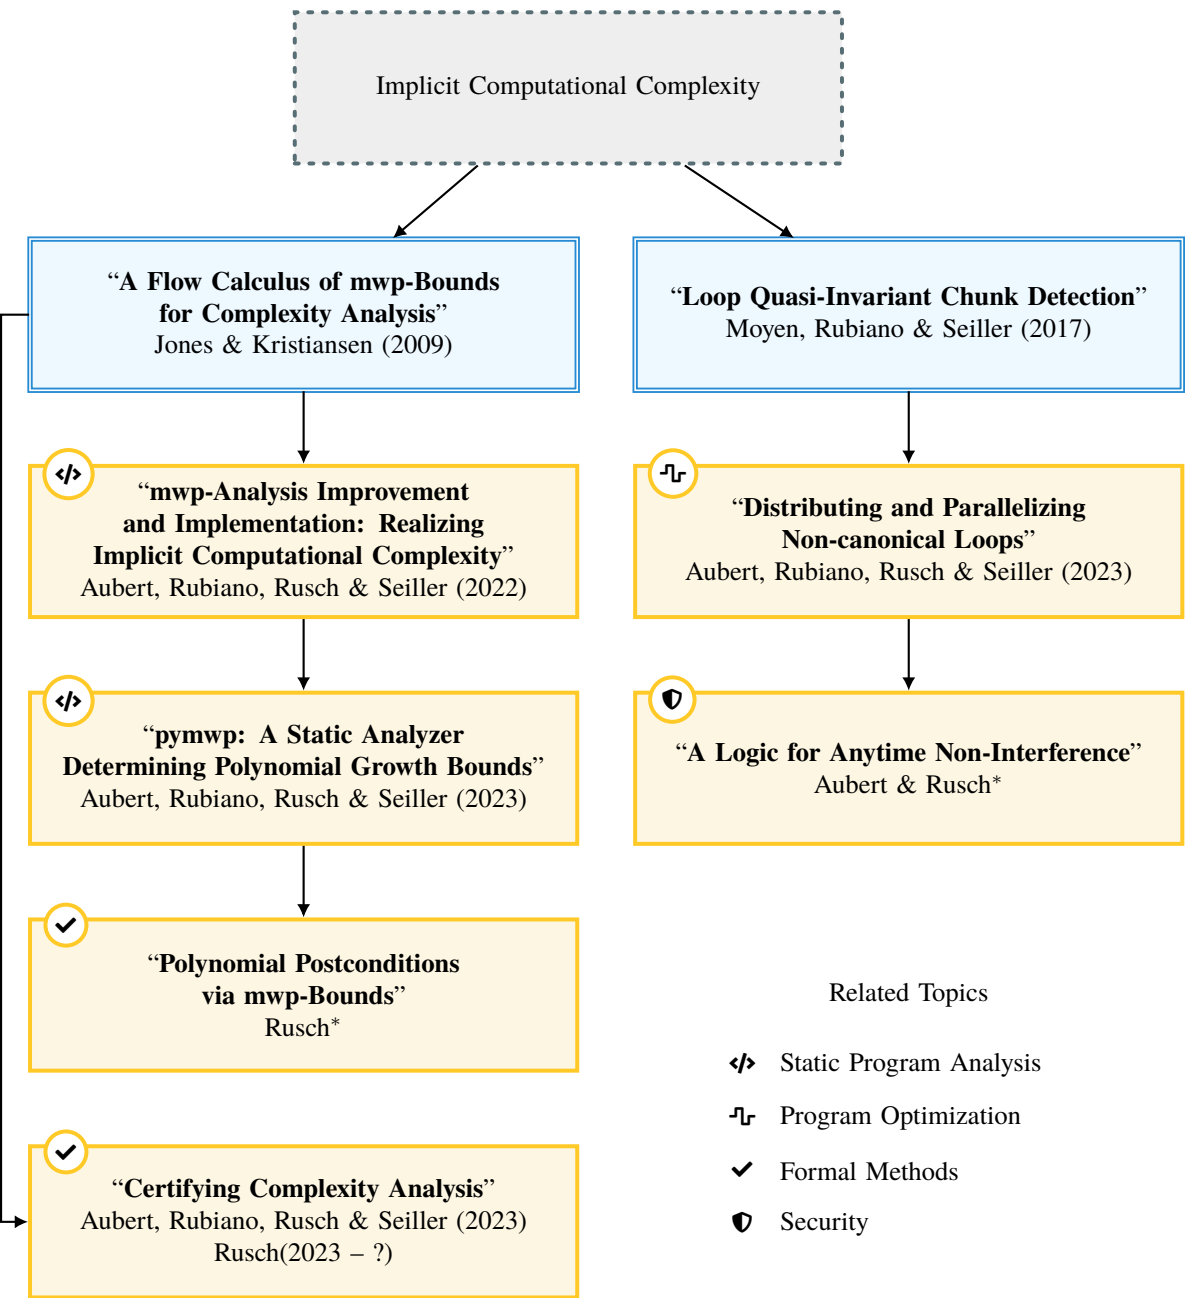 Implicit Computational Complexity
“A Flow Calculus of mwp-Bounds
for Complexity Analysis”
Jones & Kristiansen (2009)
“Loop Quasi-Invariant Chunk Detection”
Moyen, Rubiano & Seiller (2017)
“mwp-Analysis Improvement
and Implementation: Realizing
Implicit Computational Complexity”
Aubert, Rubiano, Rusch & Seiller (2022)
“Distributing and Parallelizing
Non-canonical Loops”
Aubert, Rubiano, Rusch & Seiller (2023)
“pymwp: A Static Analyzer
Determining Polynomial Growth Bounds”
Aubert, Rubiano, Rusch & Seiller (2023)
“A Logic for Anytime Non-Interference”
Aubert & Rusch*
“Polynomial Postconditions
via mwp-Bounds”
Rusch*
“Certifying Complexity Analysis”
Aubert, Rubiano, Rusch & Seiller (2023)
Rusch(2023 – ?)
Related Topics
Static Program Analysis
Program Optimization
Formal Methods
Security